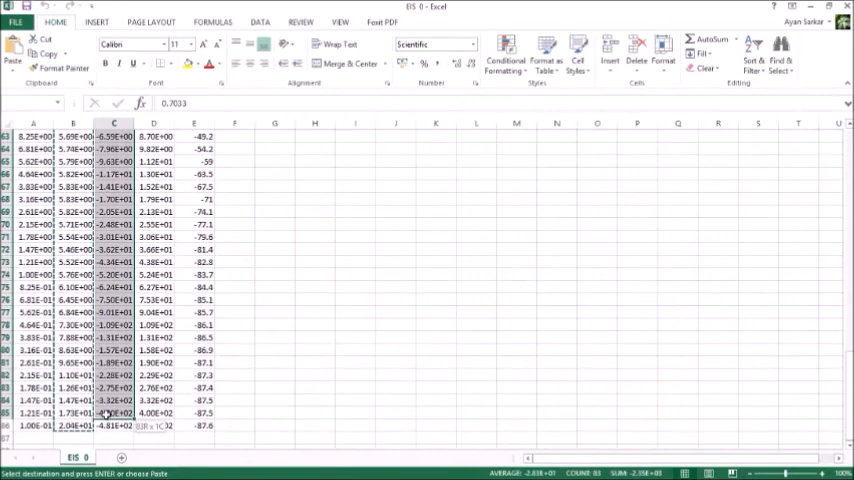 EIS 0 - Excel
FILE HOME INSERT PAGE LAYOUT FORMULAS DATA REVIEW VIEW Foxit PDF Ayan Sarkar
Cut Calibri 11 Wrap Text Scientific AutoSum
Copy Fill
Paste Format Painter B I U Merge & Center Conditional Formatting Format as Table Cell Styles Insert Delete Format Clear Sort & Filter Find & Select
Clipboard Font Alignment Number Styles Cells Editing
fx 0.7033
A B C D E F G H I J K L M N O P Q R S T U
63 8.25E+00 5.69E+00 -6.59E+00 8.70E+00 -49.2
64 6.81E+00 5.74E+00 -7.96E+00 9.82E+00 -54.2
65 5.62E+00 5.79E+00 -9.63E+00 1.12E+01 -59
66 4.64E+00 5.82E+00 -1.17E+01 1.30E+01 -63.5
67 3.83E+00 5.83E+00 -1.41E+01 1.52E+01 -67.5
68 3.16E+00 5.83E+00 -1.70E+01 1.79E+01 -71
69 2.61E+00 5.82E+00 -2.05E+01 2.13E+01 -74.1
70 2.15E+00 5.71E+00 -2.48E+01 2.55E+01 -77.1
71 1.78E+00 5.54E+00 -3.01E+01 3.06E+01 -79.6
72 1.47E+00 5.46E+00 -3.62E+01 3.66E+01 -81.4
73 1.21E+00 5.52E+00 -4.34E+01 4.38E+01 -82.8
74 1.00E+00 5.76E+00 -5.20E+01 5.24E+01 -83.7
75 8.25E-01 6.10E+00 -6.24E+01 6.27E+01 -84.4
76 6.81E-01 6.45E+00 -7.50E+01 7.53E+01 -85.1
77 5.62E-01 6.84E+00 -9.01E+01 9.04E+01 -85.7
78 4.64E-01 7.30E+00 -1.09E+02 1.09E+02 -86.1
79 3.83E-01 7.88E+00 -1.31E+02 1.31E+02 -86.5
80 3.16E-01 8.63E+00 -1.57E+02 1.58E+02 -86.9
81 2.61E-01 9.65E+00 -1.89E+02 1.90E+02 -87.1
82 2.15E-01 1.10E+01 -2.28E+02 2.29E+02 -87.3
83 1.78E-01 1.26E+01 -2.75E+02 2.76E+02 -87.4
84 1.47E-01 1.47E+01 -3.32E+02 3.32E+02 -87.5
85 1.21E-01 1.73E+01 4.00E+02 -87.5
86 1.00E-01 2.04E+01 -4.81E+02 83R x 1C 02 -87.6
87
EIS 0
Select destination and press ENTER or choose Paste AVERAGE: -2.83E+01 COUNT: 83 SUM: -2.35E+03 100%